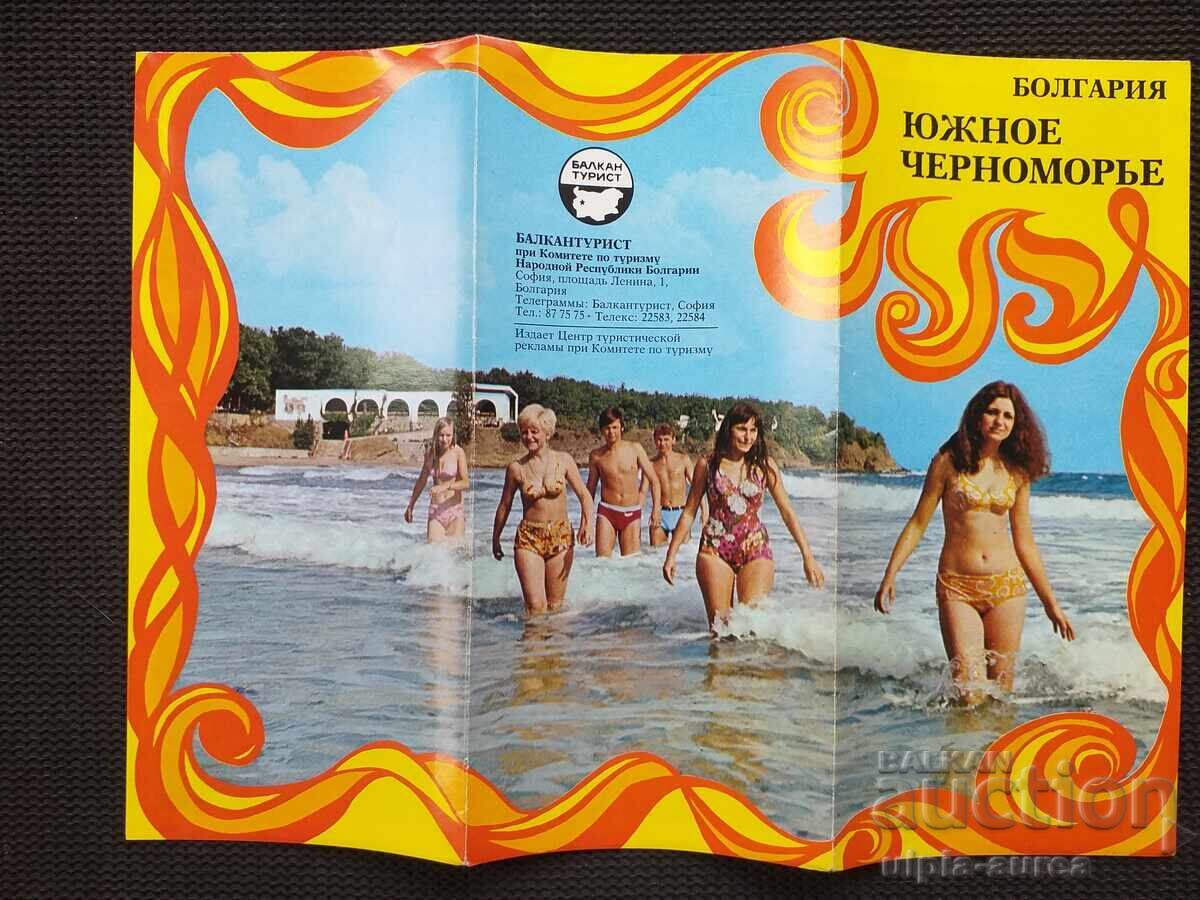 БОЛГАРИЯ
ЮЖНОЕ
ЧЕРНОМОРЬЕ
БАЛКАН
ТУРИСТ
БАЛКАНТУРИСТ
при Комитете по туризму
Народной Республики Болгарии
София, площадь Ленина, 1,
Болгария
Телеграммы: Балкантурист, София
Тел.: 87 75 75 · Телекс: 22583, 22584
Издает Центр туристической
рекламы при Комитете по туризму
BALKAN
auction
ulpia-aurea